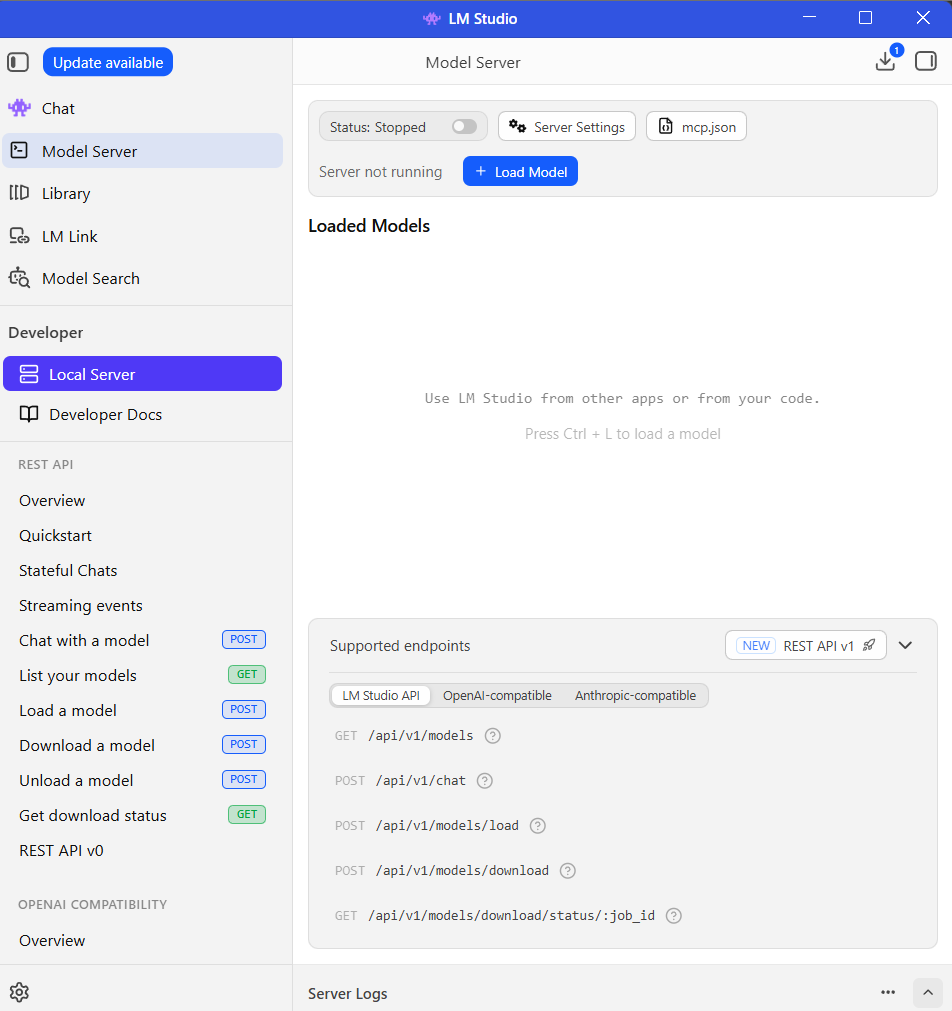 LM Studio
Update available
Model Server
1
Chat
Model Server
Library
LM Link
Model Search
Developer
Local Server
Developer Docs
REST API
Overview
Quickstart
Stateful Chats
Streaming events
Chat with a model POST
List your models GET
Load a model POST
Download a model POST
Unload a model POST
Get download status GET
REST API v0
OPENAI COMPATIBILITY
Overview
Status: Stopped Server Settings mcp.json
Server not running + Load Model
Loaded Models
Use LM Studio from other apps or from your code.
Press Ctrl + L to load a model
Supported endpoints NEW REST API v1
LM Studio API OpenAI-compatible Anthropic-compatible
GET /api/v1/models ?
POST /api/v1/chat ?
POST /api/v1/models/load ?
POST /api/v1/models/download ?
GET /api/v1/models/download/status/:job_id ?
Server Logs